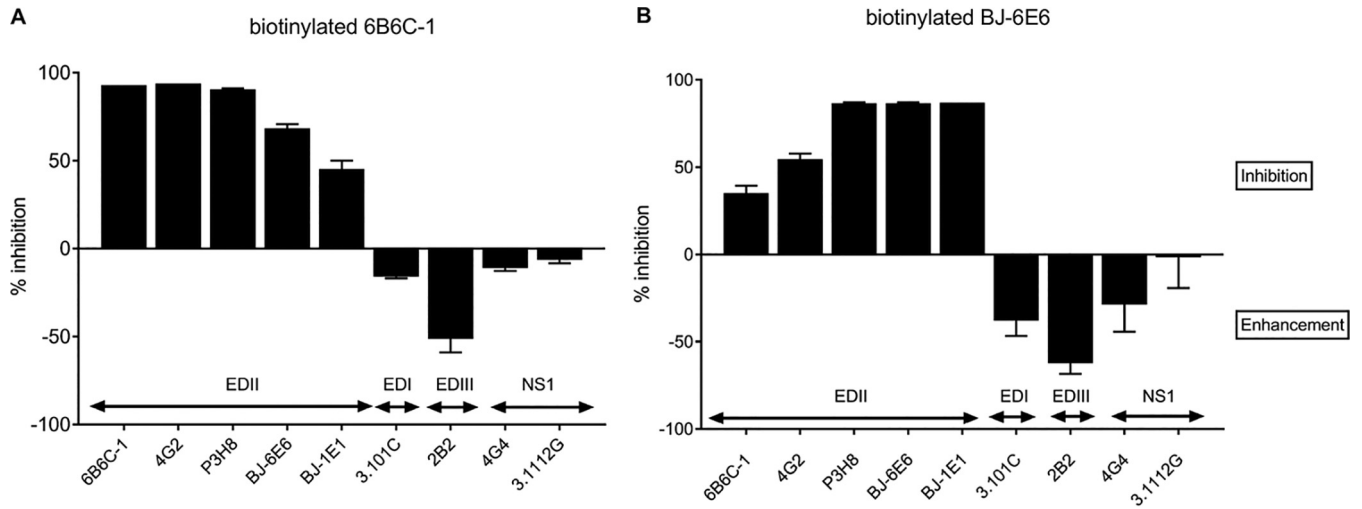 A
biotinylated 6B6C-1
% inhibition
100
50
0
-50
-100
EDII
EDI
EDIII
NS1
6B6C-1
4G2
P3H8
BJ-6E6
BJ-1E1
3.101C
2B2
4G4
3.1112G
B
biotinylated BJ-6E6
% inhibition
100
50
0
-50
-100
EDII
EDI
EDIII
NS1
6B6C-1
4G2
P3H8
BJ-6E6
BJ-1E1
3.101C
2B2
4G4
3.1112G
Inhibition
Enhancement